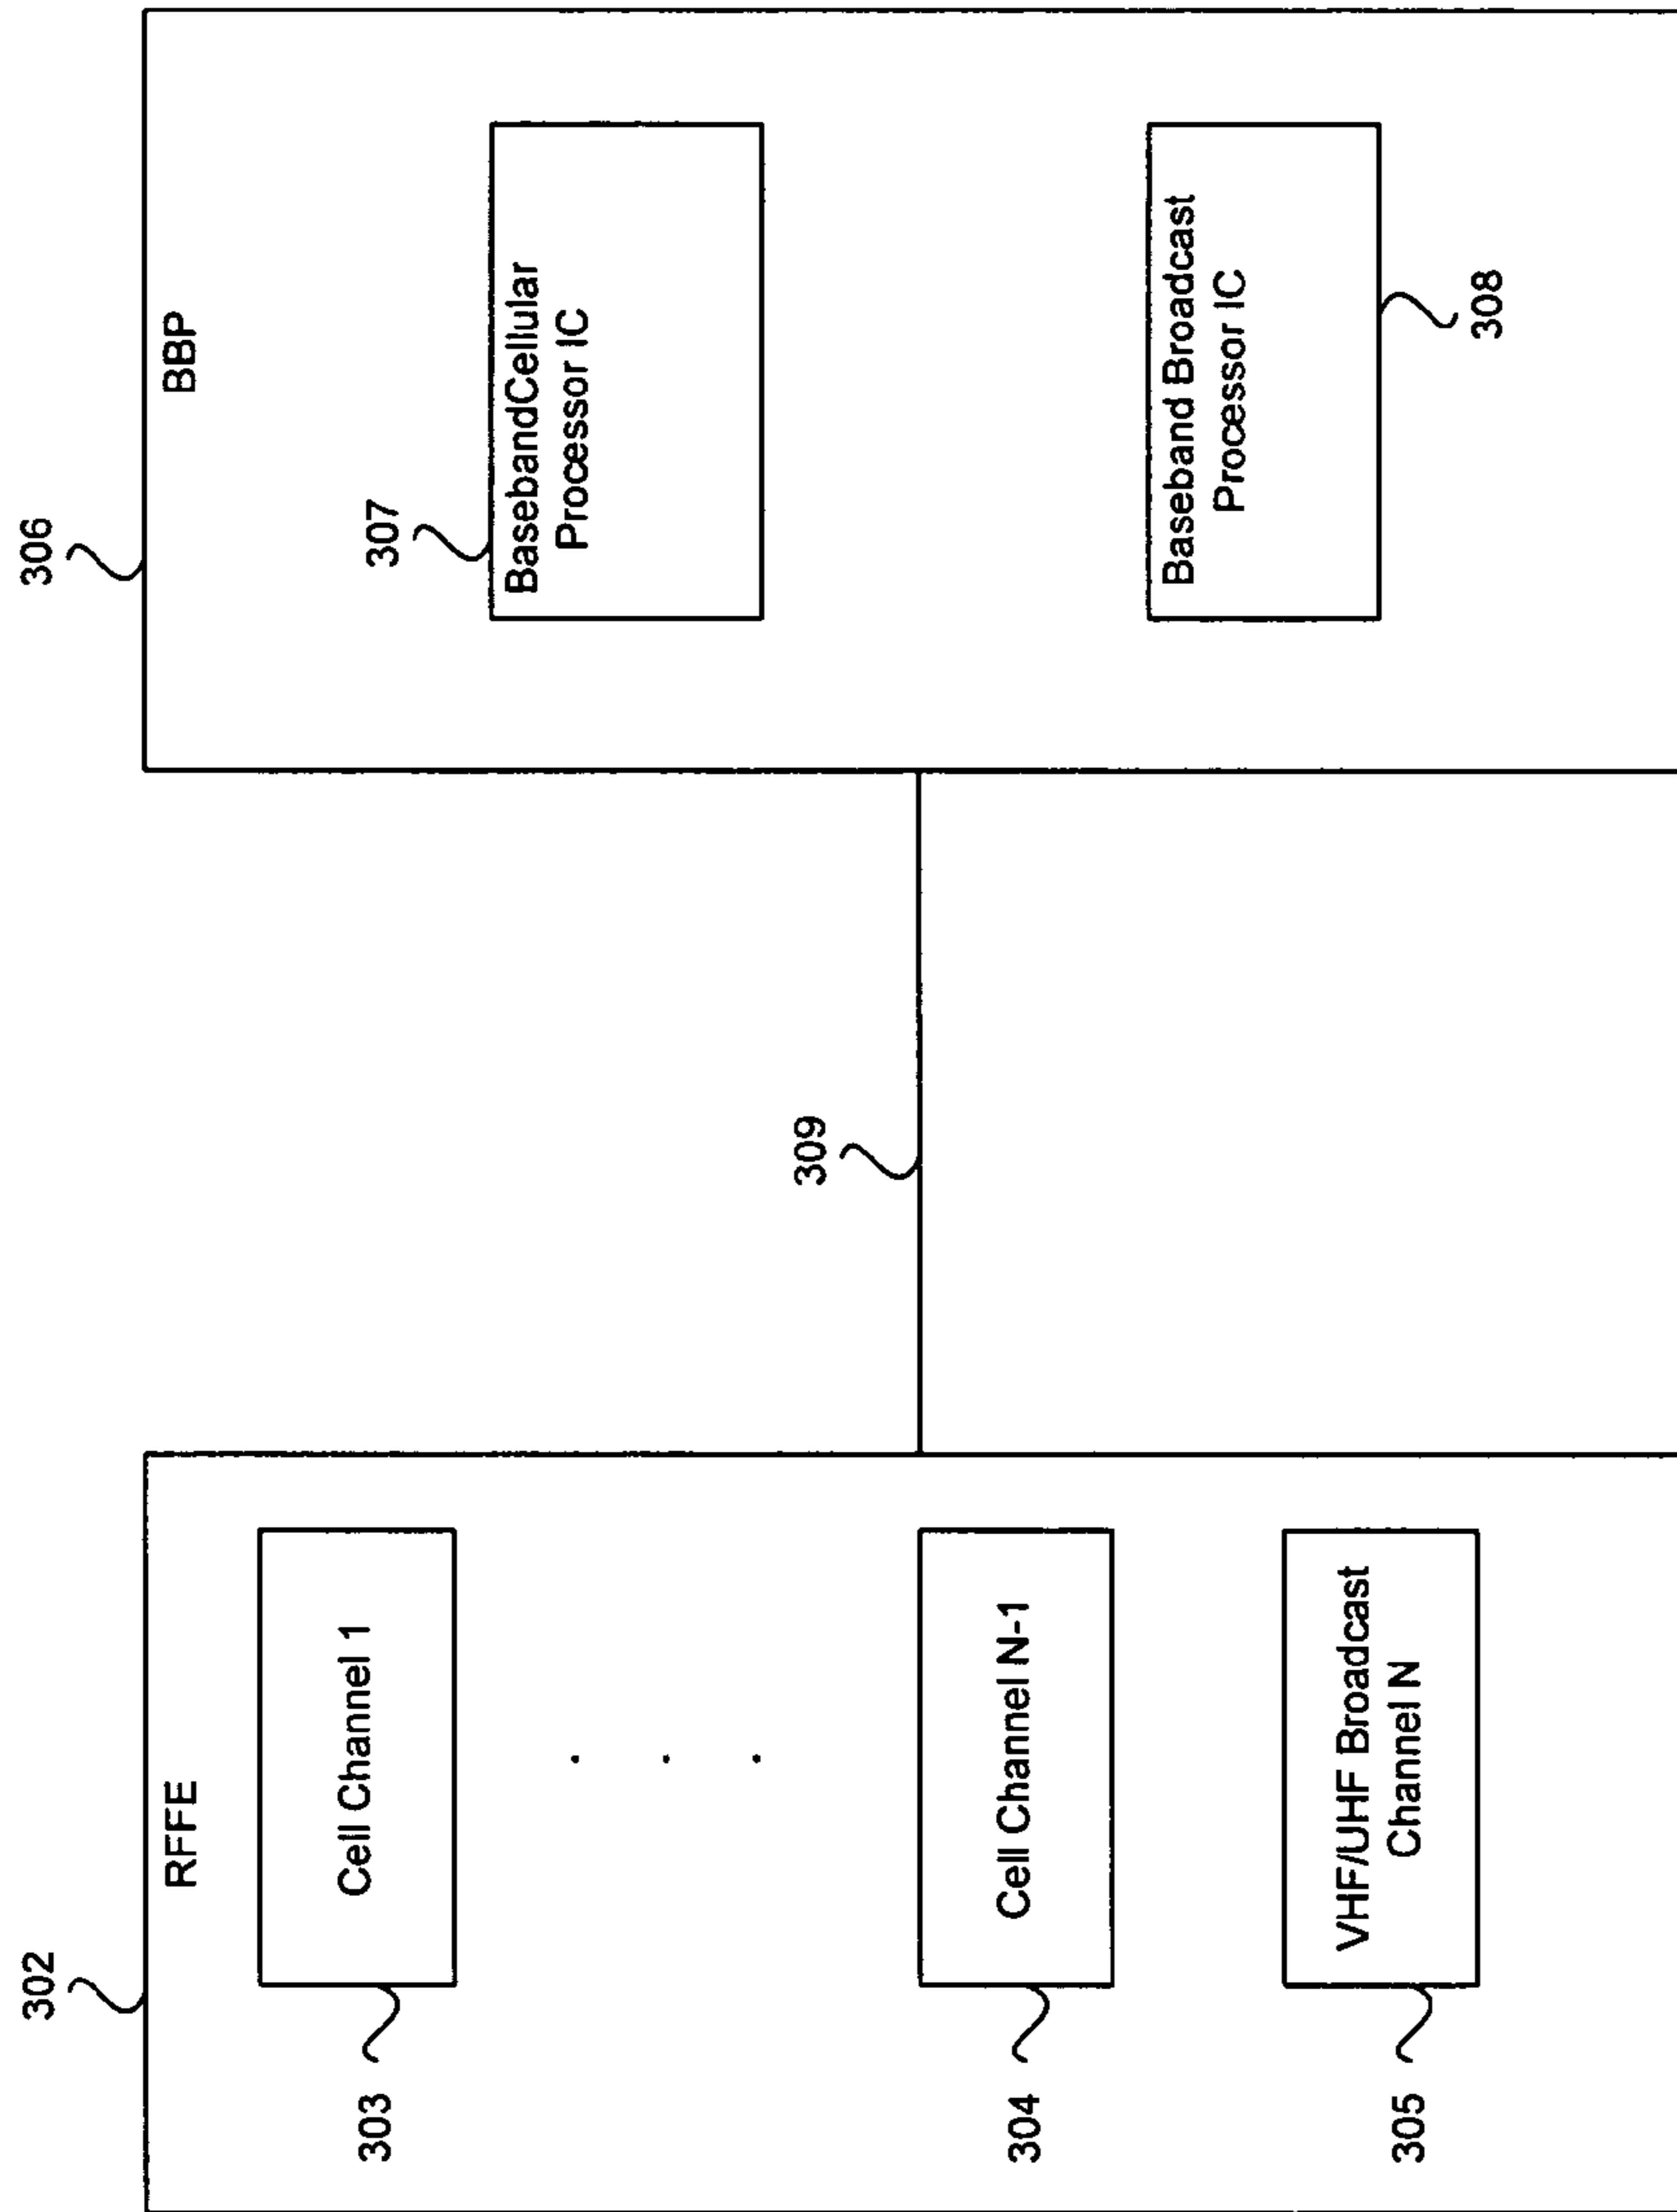 302
RFFE
303
Cell Channel 1
. . .
304
Cell Channel N-1
305
VHF/UHF Broadcast
Channel N
309
306
BBP
307
BasebandCellular
Processor IC
Baseband Broadcast
Processor IC
308